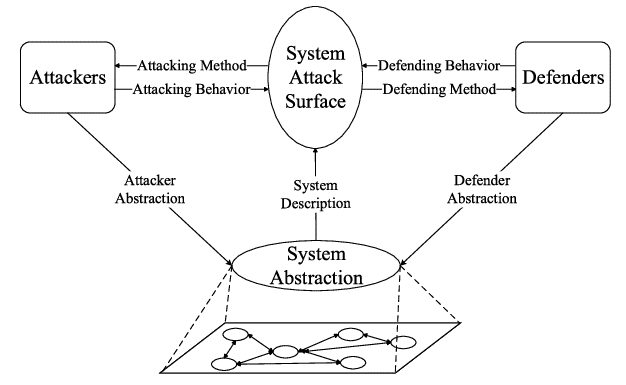 System
Attack
Surface
Attackers
Attacking Method
Attacking Behavior
Defending Behavior
Defending Method
Defenders
Attacker
Abstraction
System
Description
Defender
Abstraction
System
Abstraction